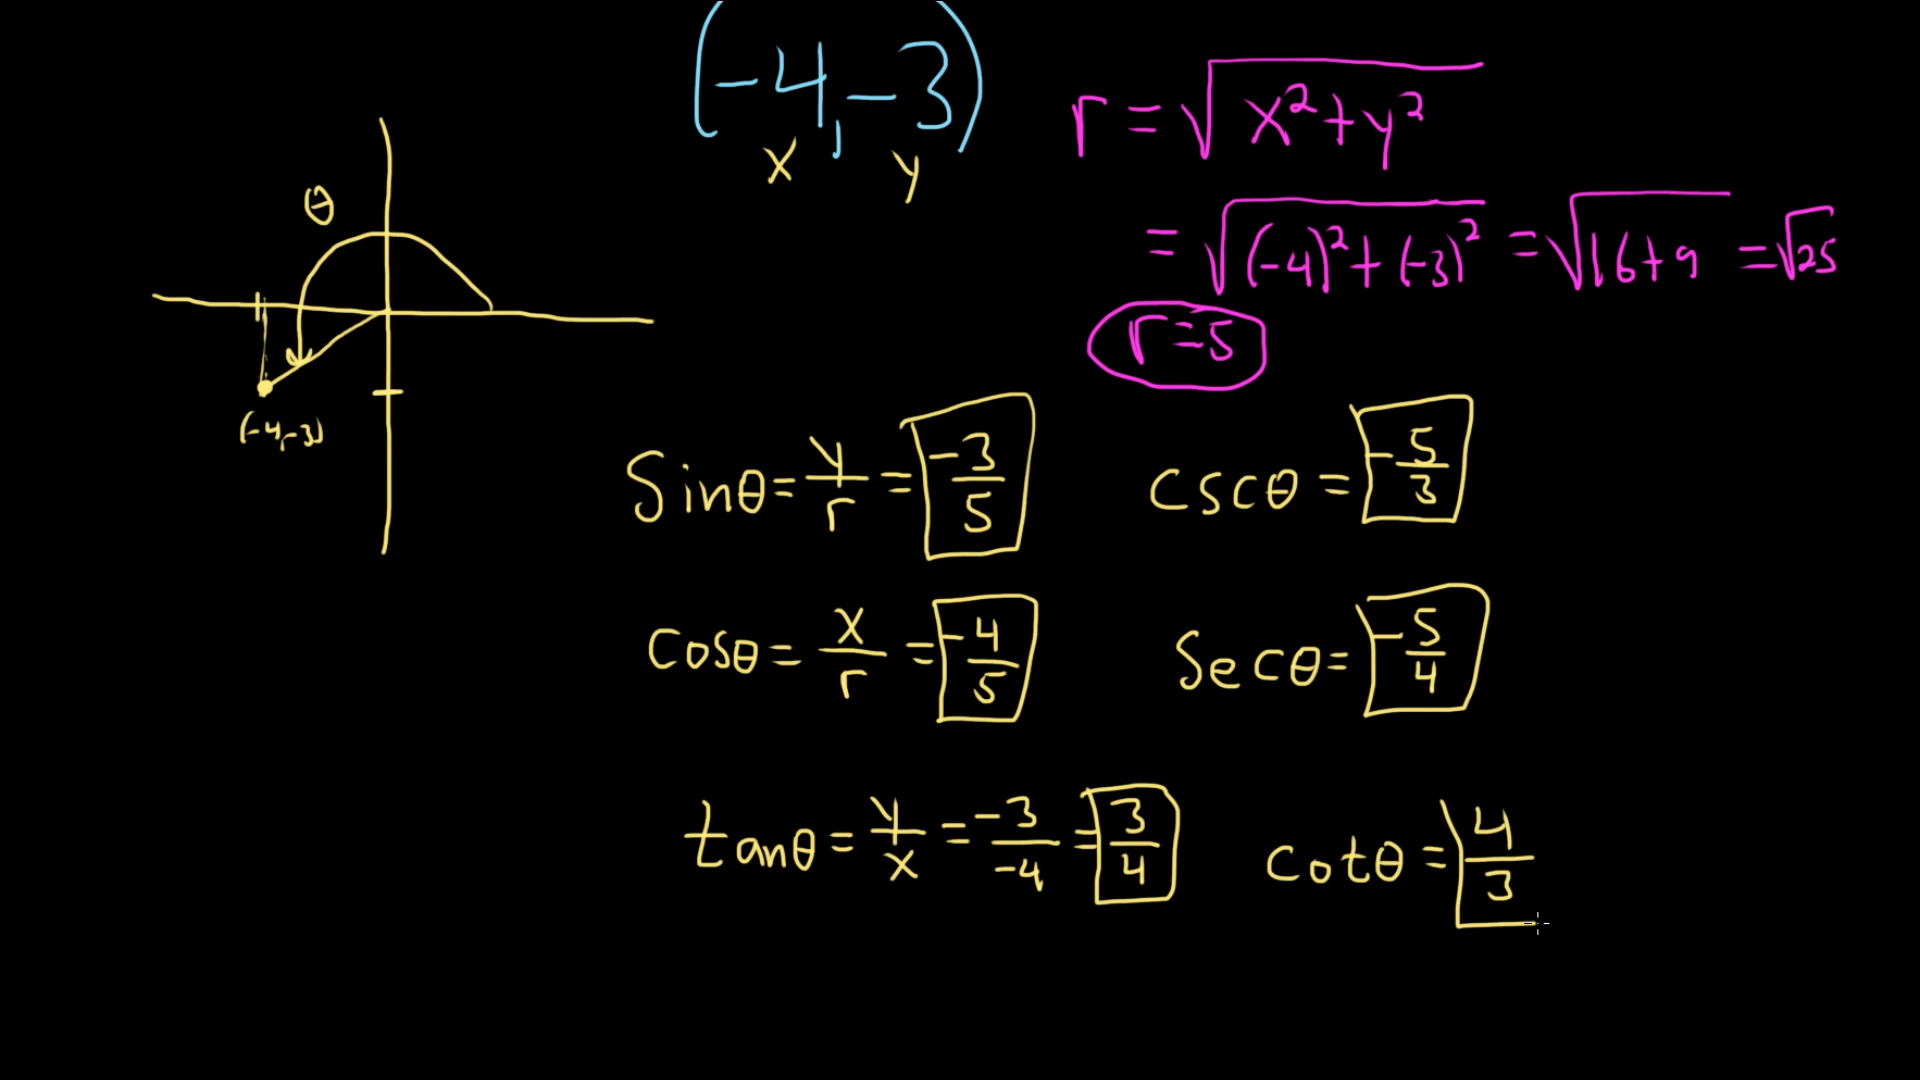 (-4, -3)
x y
r = √(x² + y²)
= √((-4)² + (-3)²) = √(16+9) = √25
r = 5
θ
(-4,-3)
Sinθ = y/r = -3/5
cscθ = -5/3
cosθ = x/r = -4/5
Secθ = -5/4
tanθ = y/x = -3/-4 = 3/4
cotθ = 4/3